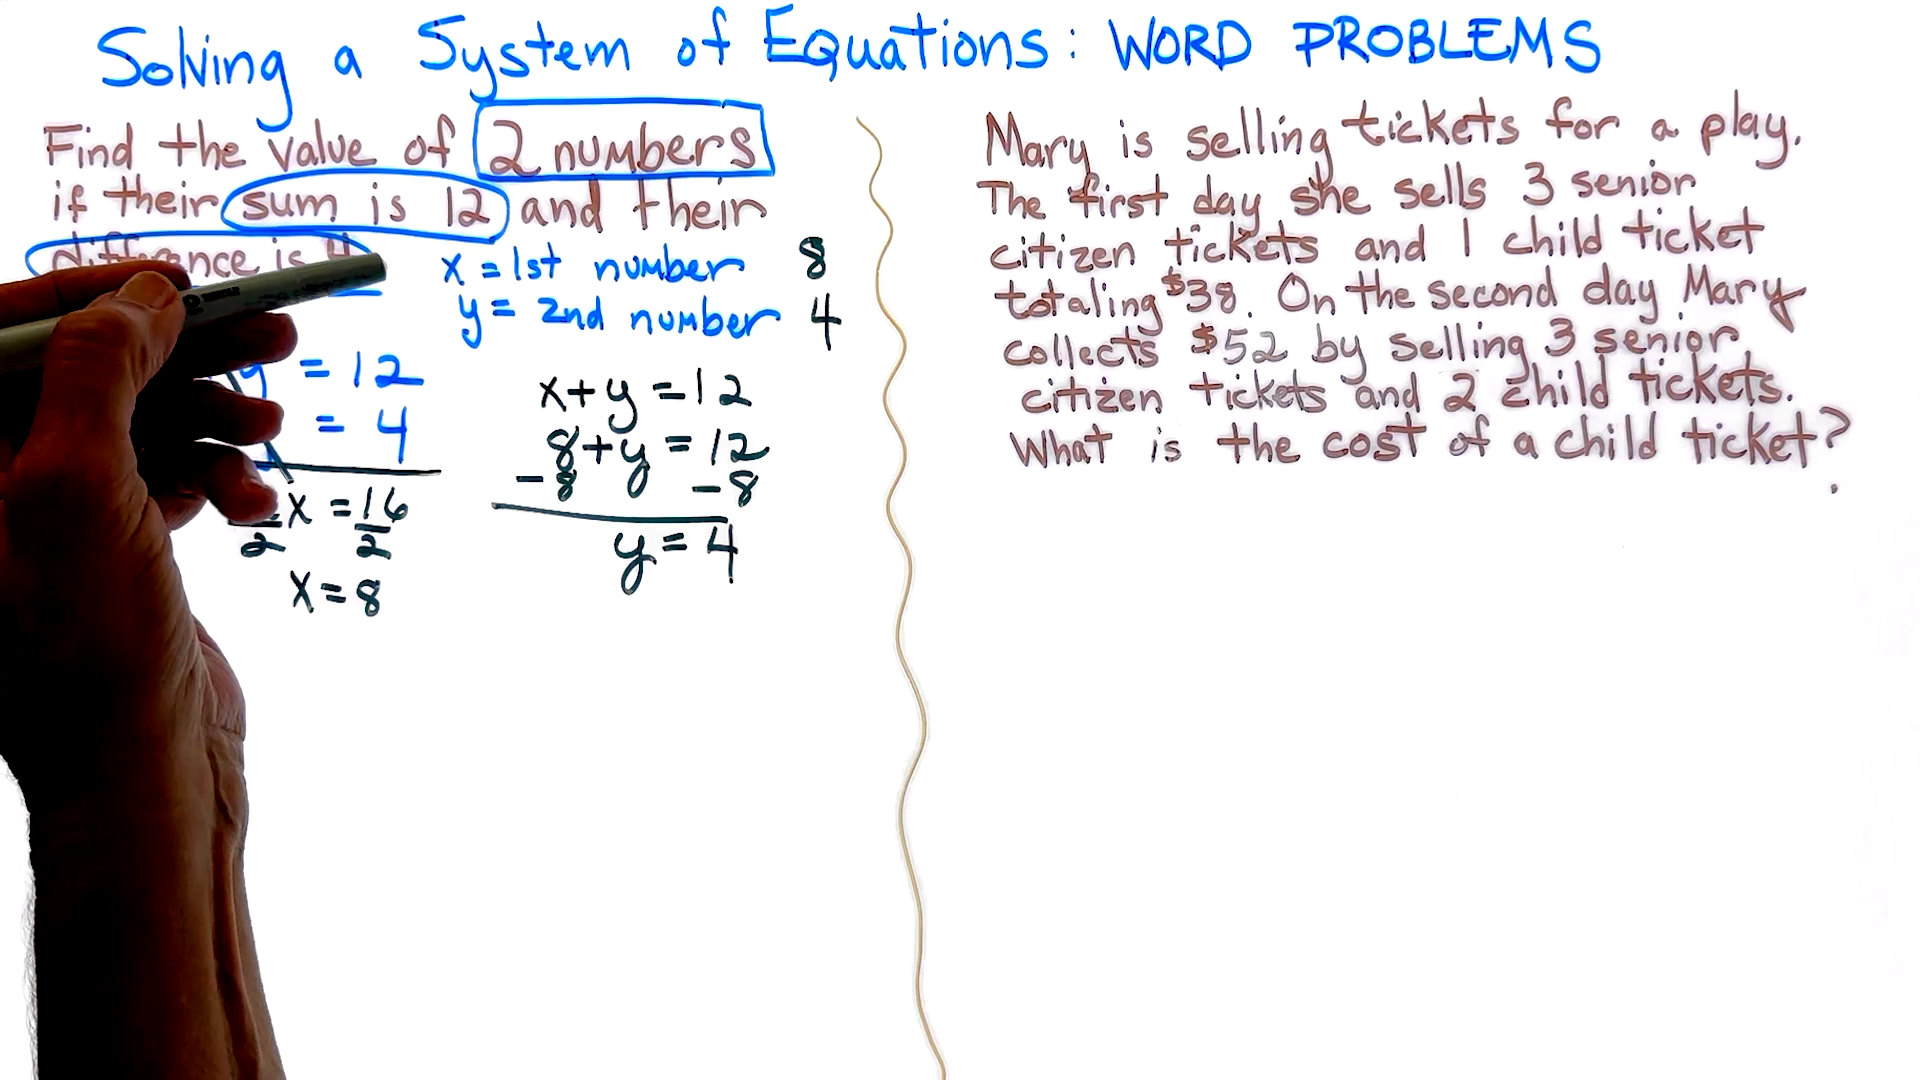 Solving a System of Equations: WORD PROBLEMS
Find the value of 2 numbers
if their sum is 12 and their
difference is 4
x = 1st number 8
y = 2nd number 4
y = 12
= 4
x = 16
2 2
x = 8
x + y = 12
8 + y = 12
-8 -8
y = 4
Mary is selling tickets for a play.
The first day she sells 3 senior
citizen tickets and 1 child ticket
totaling $38. On the second day Mary
collects $52 by selling 3 senior
citizen tickets and 2 child tickets.
What is the cost of a child ticket?